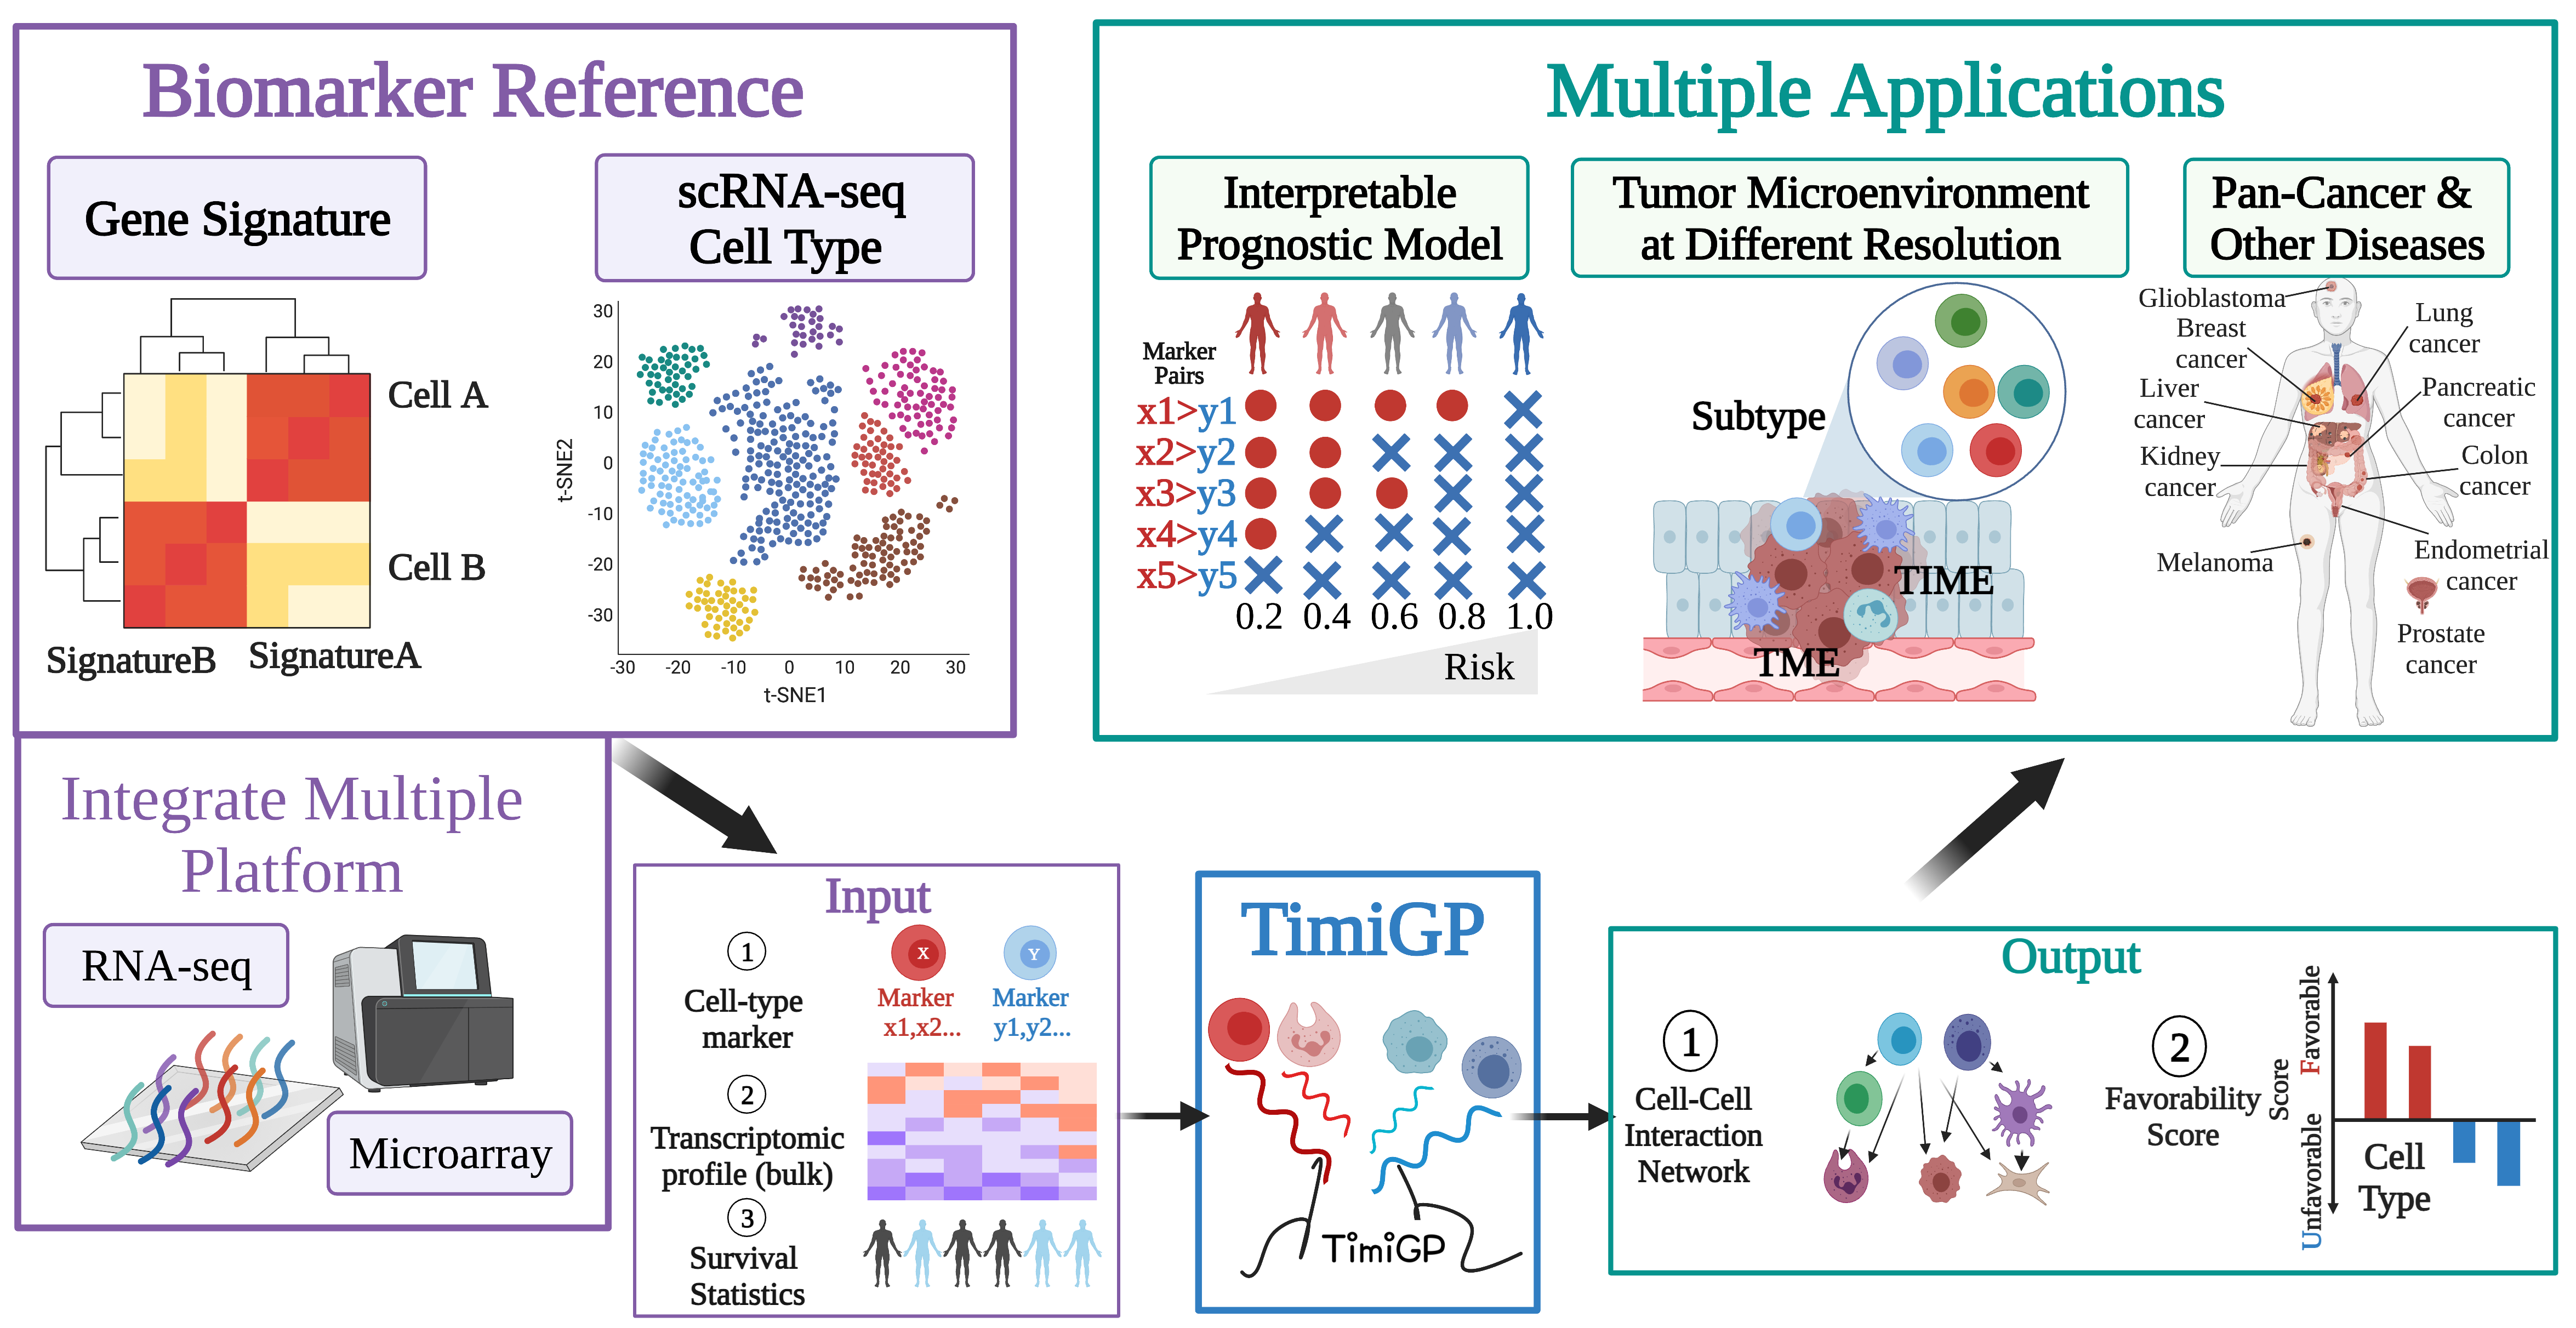 Biomarker Reference
Gene Signature
scRNA-seq
Cell Type
Cell A
Cell B
SignatureB
SignatureA
30
20
10
0
-10
-20
-30
t-SNE2
-30
-20
-10
0
10
20
30
t-SNE1
Integrate Multiple
Platform
RNA-seq
Microarray
Multiple Applications
Interpretable
Prognostic Model
Marker
Pairs
x1>y1
x2>y2
x3>y3
x4>y4
x5>y5
0.2
0.4
0.6
0.8
1.0
Risk
Tumor Microenvironment
at Different Resolution
Subtype
TIME
TME
Pan-Cancer &
Other Diseases
Glioblastoma
Breast
cancer
Liver
cancer
Kidney
cancer
Melanoma
Lung
cancer
Pancreatic
cancer
Colon
cancer
Endometrial
cancer
Prostate
cancer
Input
1
Cell-type
marker
X
Marker
x1,x2...
Y
Marker
y1,y2...
2
Transcriptomic
profile (bulk)
3
Survival
Statistics
TimiGP
TimiGP
Output
1
Cell-Cell
Interaction
Network
2
Favorability
Score
Score
Favorable
Unfavorable
Cell
Type